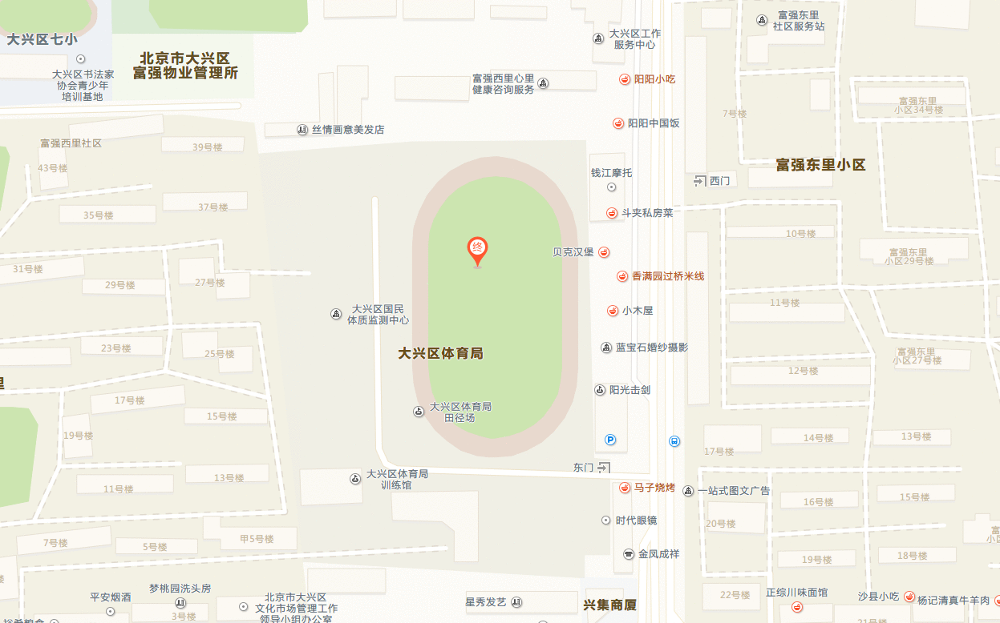 大兴区七小
大兴区书法家
协会青少年
培训基地
北京市大兴区
富强物业管理所
大兴区工作
服务中心
富强东里
社区服务站
富强西里心里
健康咨询服务
阳阳小吃
阳阳中国饭
7号楼
富强东里
小区34号楼
丝情画意美发店
富强西里社区
39号楼
43号楼
富强东里小区
钱江摩托
西门
35号楼
37号楼
斗夹私房菜
10号楼
终
贝克汉堡
富强东里
小区29号楼
31号楼
29号楼
27号楼
香满园过桥米线
大兴区国民
体质监测中心
小木屋
11号楼
23号楼
25号楼
大兴区体育局
蓝宝石婚纱摄影
富强东里
小区27号楼
12号楼
里
17号楼
15号楼
大兴区体育局
田径场
阳光击剑
19号楼
P
17号楼
14号楼
13号楼
东门
11号楼
13号楼
大兴区体育局
训练馆
马子烧烤
一站式图文广告
16号楼
15号楼
时代眼镜
20号楼
7号楼
5号楼
甲5号楼
金凤成祥
19号楼
18号楼
富
小区
楼
平安烟酒
梦桃园洗头房
3号楼
北京市大兴区
文化市场管理工作
领导小组办公室
星秀发艺
兴集商厦
22号楼
正综川味面馆
沙县小吃
杨记清真牛羊肉
21号楼